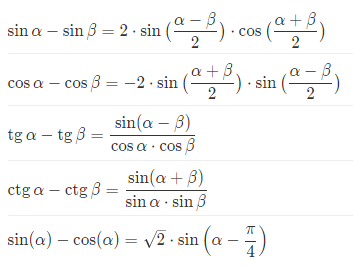 sin α − sin β = 2 · sin ( (α − β)/2 ) · cos ( (α + β)/2 )
cos α − cos β = −2 · sin ( (α + β)/2 ) · sin ( (α − β)/2 )
tg α − tg β = sin(α − β)/(cos α · cos β)
ctg α − ctg β = sin(α + β)/(sin α · sin β)
sin(α) − cos(α) = √2 · sin ( α − π/4 )